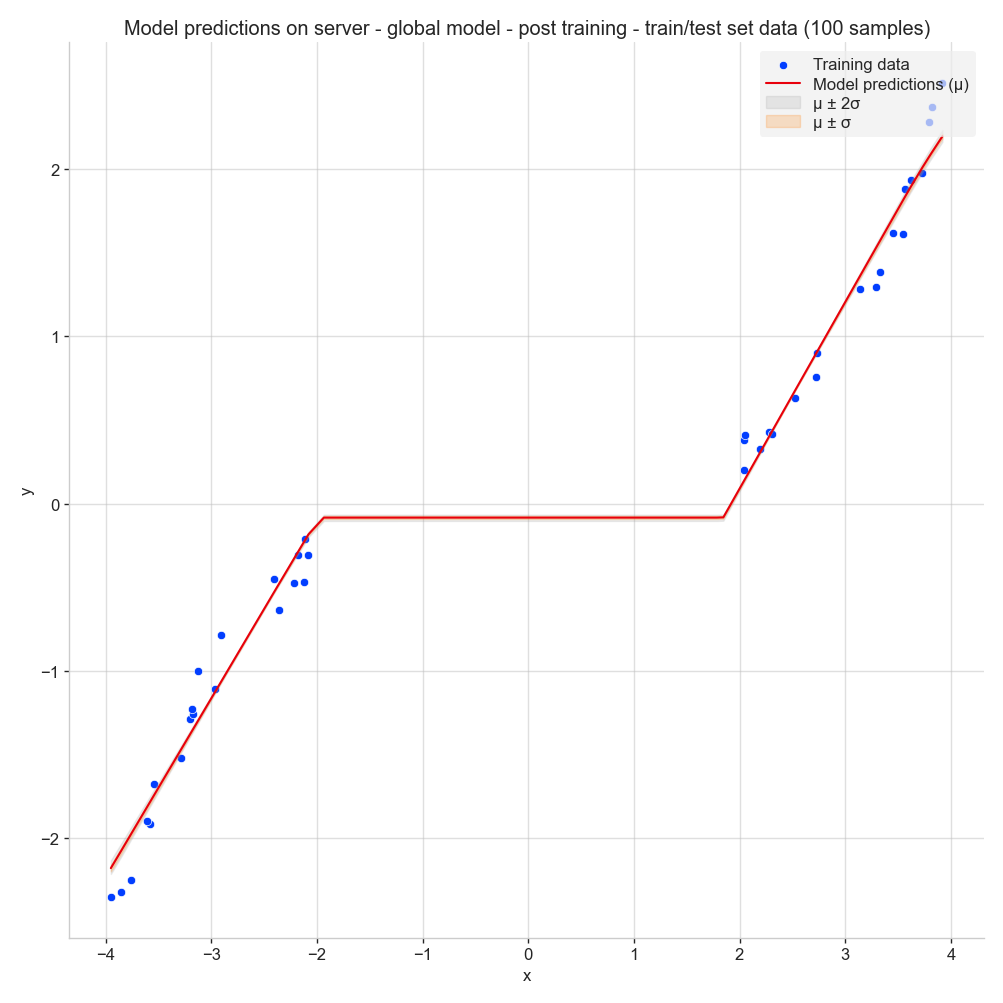 Model predictions on server - global model - post training - train/test set data (100 samples)
Training data
Model predictions (μ)
μ ± 2σ
μ ± σ
2
1
0
−1
−2
y
−4 −3 −2 −1 0 1 2 3 4
x